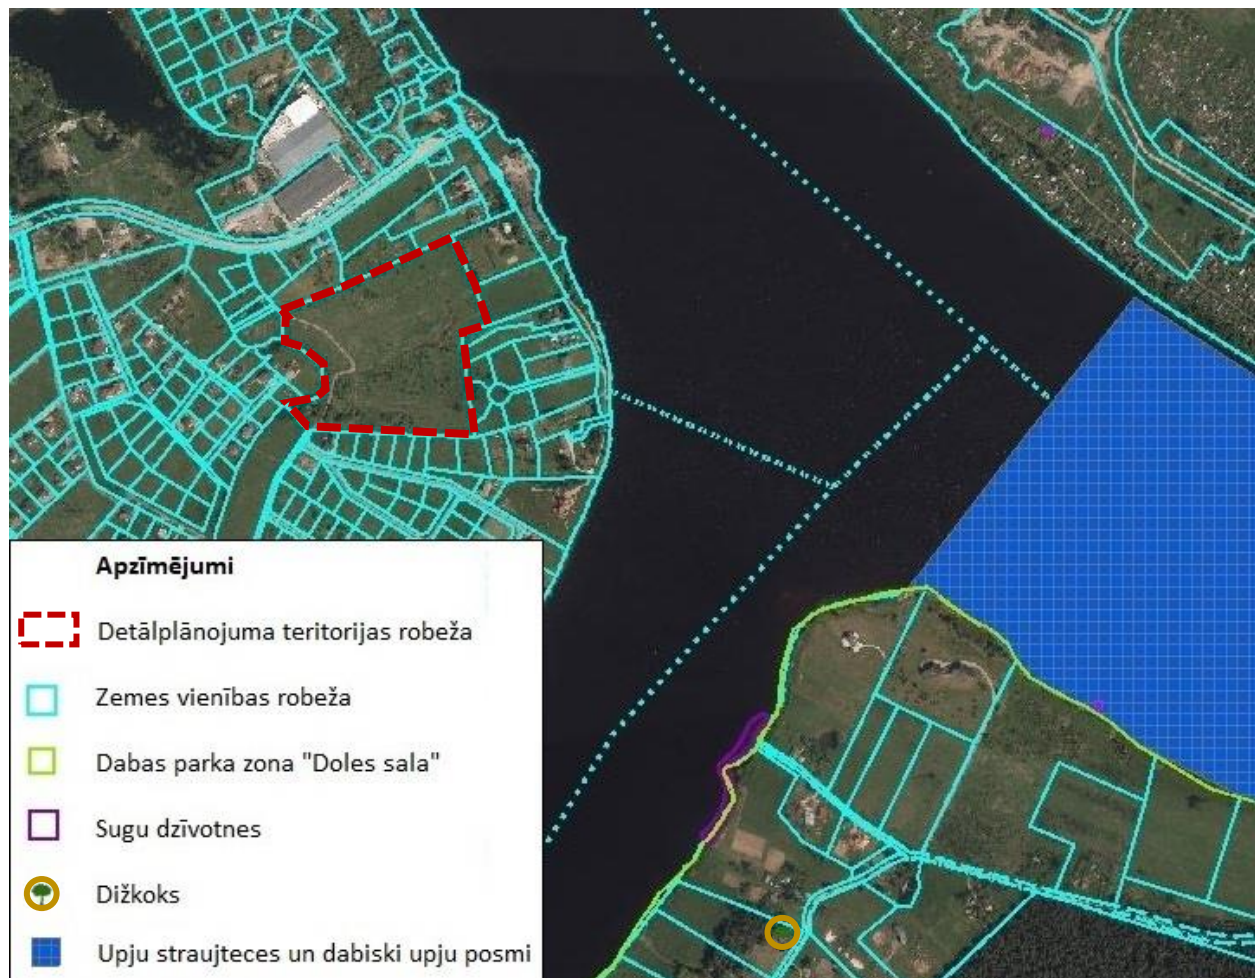 Apzīmējumi
Detālplānojuma teritorijas robeža
Zemes vienības robeža
Dabas parka zona "Doles sala"
Sugu dzīvotnes
Dižkoks
Upju straujteces un dabiski upju posmi